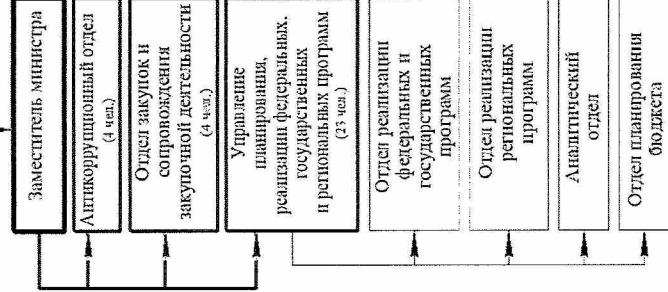 Заместитель министра
Антикоррупционный отдел
(4 чел.)
Отдел закупок и
сопровождения
закупочной деятельности
(4 чел.)
Управление
планирования,
реализации федеральных,
государственных
и региональных программ
(23 чел.)
Отдел реализации
федеральных и
государственных
программ
Отдел реализации
региональных
программ
Аналитический
отдел
Отдел планирования
бюджета